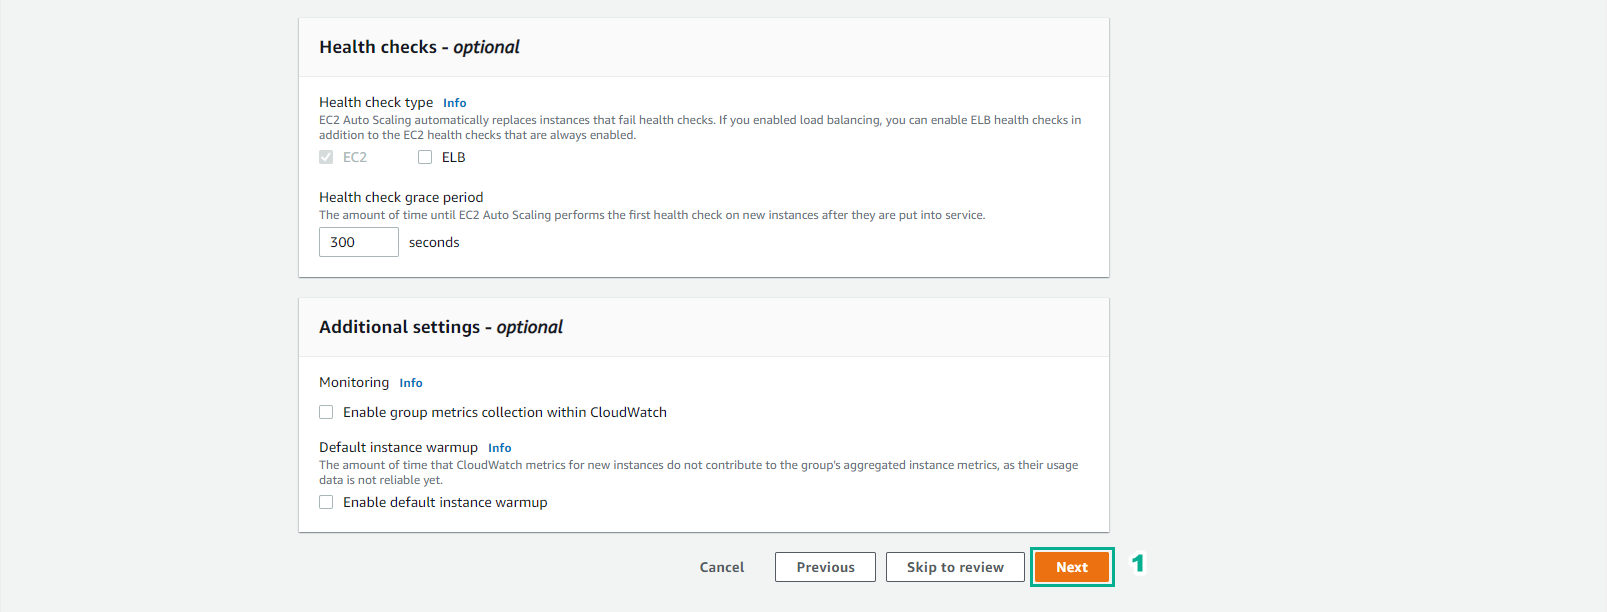 Health checks - optional
Health check type Info
EC2 Auto Scaling automatically replaces instances that fail health checks. If you enabled load balancing, you can enable ELB health checks in
addition to the EC2 health checks that are always enabled.
EC2 ELB
Health check grace period
The amount of time until EC2 Auto Scaling performs the first health check on new instances after they are put into service.
300 seconds
Additional settings - optional
Monitoring Info
Enable group metrics collection within CloudWatch
Default instance warmup Info
The amount of time that CloudWatch metrics for new instances do not contribute to the group's aggregated instance metrics, as their usage
data is not reliable yet.
Enable default instance warmup
Cancel Previous Skip to review Next 1